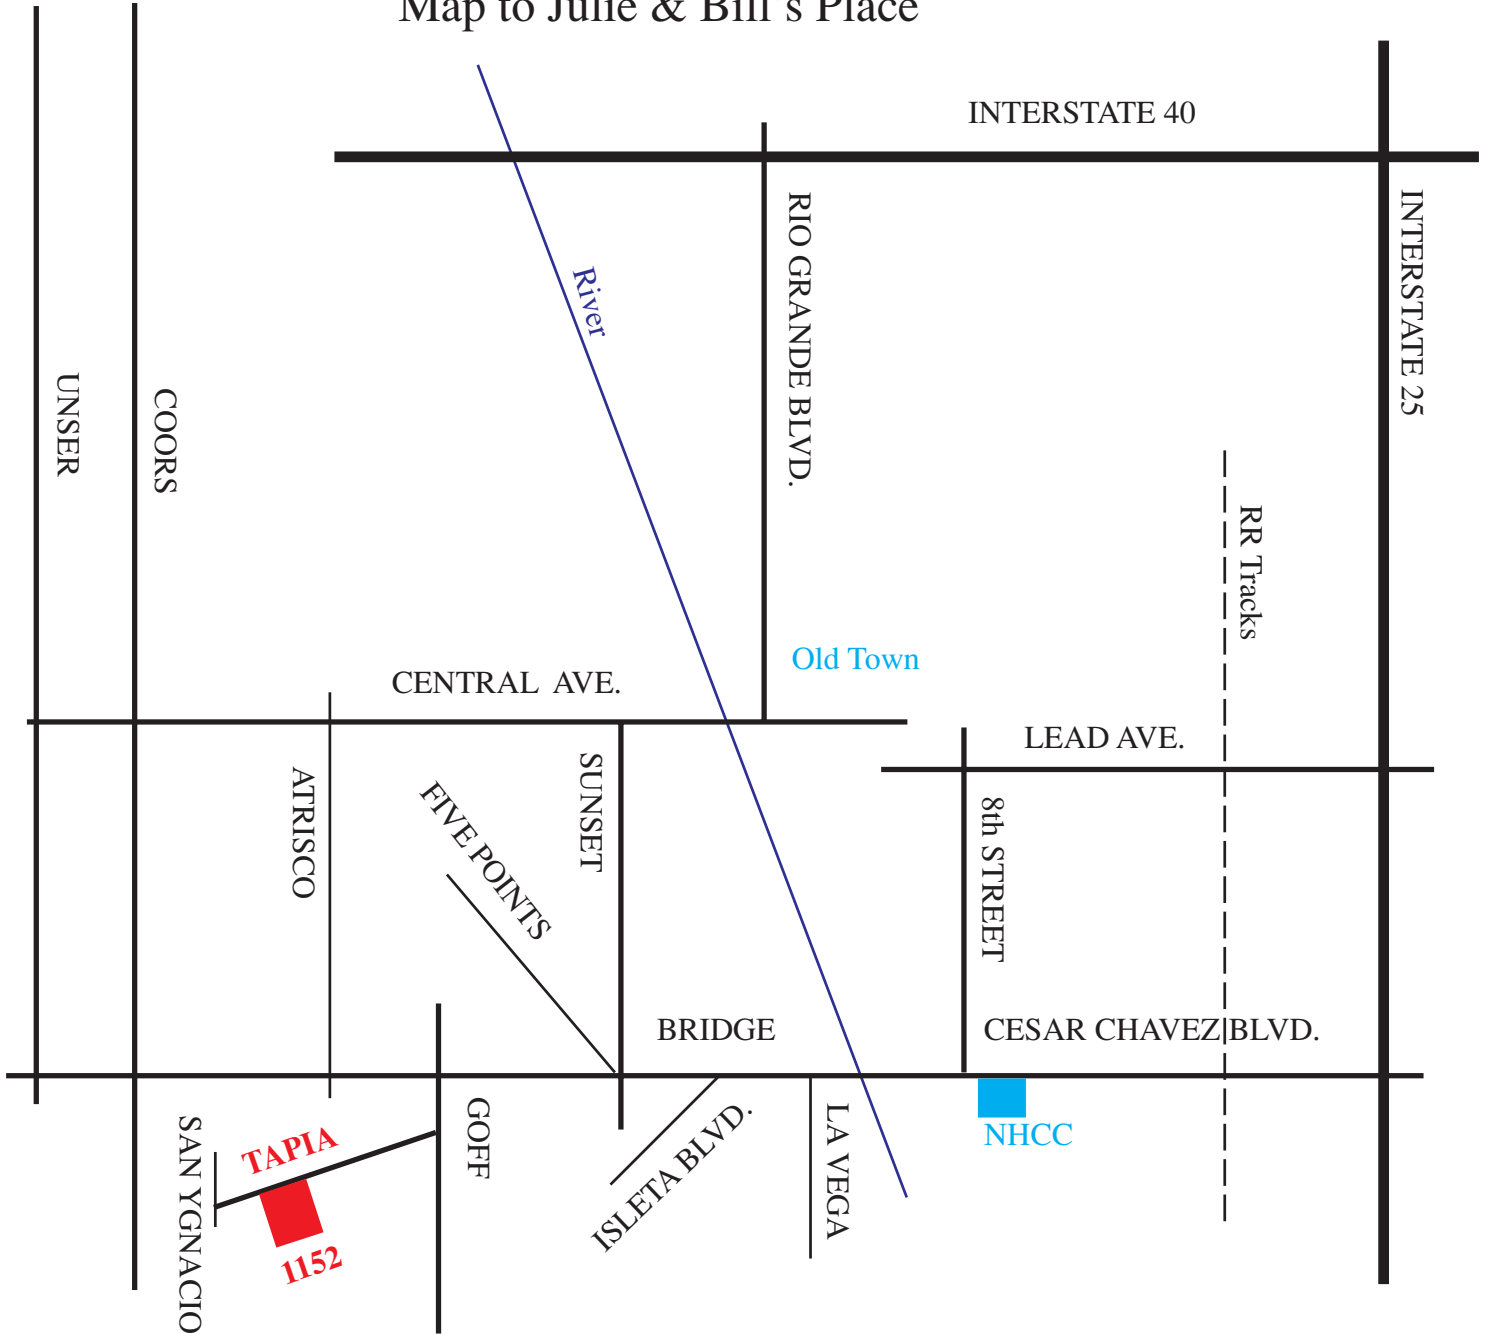 Map to Julie & Bill's Place
INTERSTATE 40
RIO GRANDE BLVD.
INTERSTATE 25
River
UNSER
COORS
RR Tracks
Old Town
CENTRAL AVE.
LEAD AVE.
ATRISCO
FIVE POINTS
SUNSET
8th STREET
BRIDGE
CESAR CHAVEZ BLVD.
SAN YGNACIO
TAPIA
GOFF
ISLETA BLVD.
LA VEGA
NHCC
1152